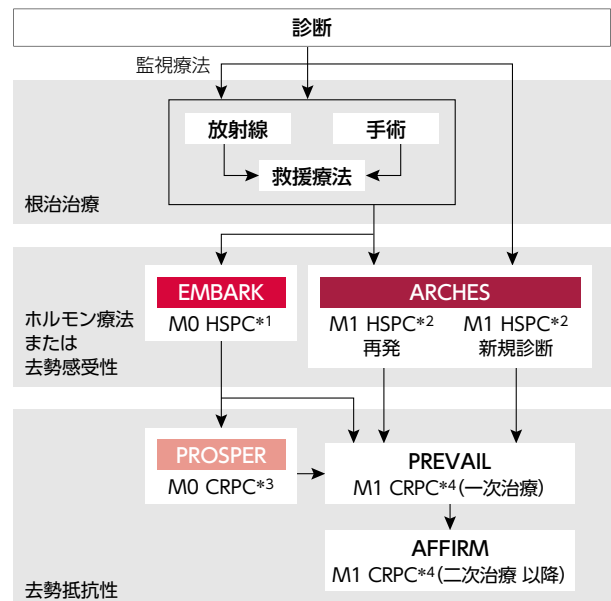 診断
監視療法
放射線
手術
救援療法
根治治療
EMBARK
M0 HSPC*1
ARCHES
M1 HSPC*2
再発
M1 HSPC*2
新規診断
ホルモン療法
または
去勢感受性
PROSPER
M0 CRPC*3
PREVAIL
M1 CRPC*4(一次治療)
AFFIRM
M1 CRPC*4(二次治療 以降)
去勢抵抗性